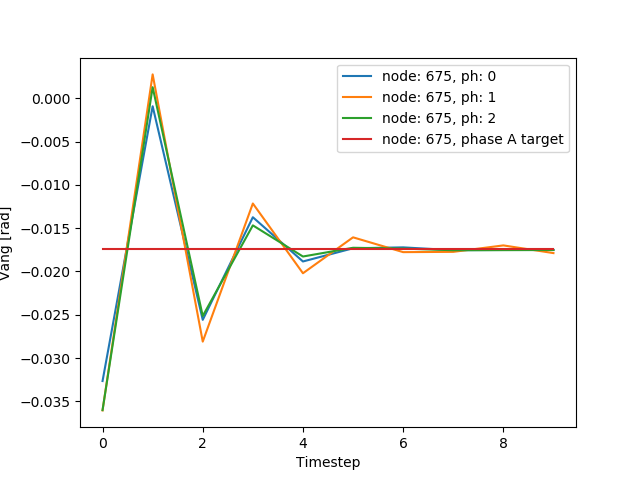 node: 675, ph: 0
node: 675, ph: 1
node: 675, ph: 2
node: 675, phase A target
0.000
−0.005
−0.010
−0.015
−0.020
−0.025
−0.030
−0.035
Vang [rad]
0 2 4 6 8
Timestep